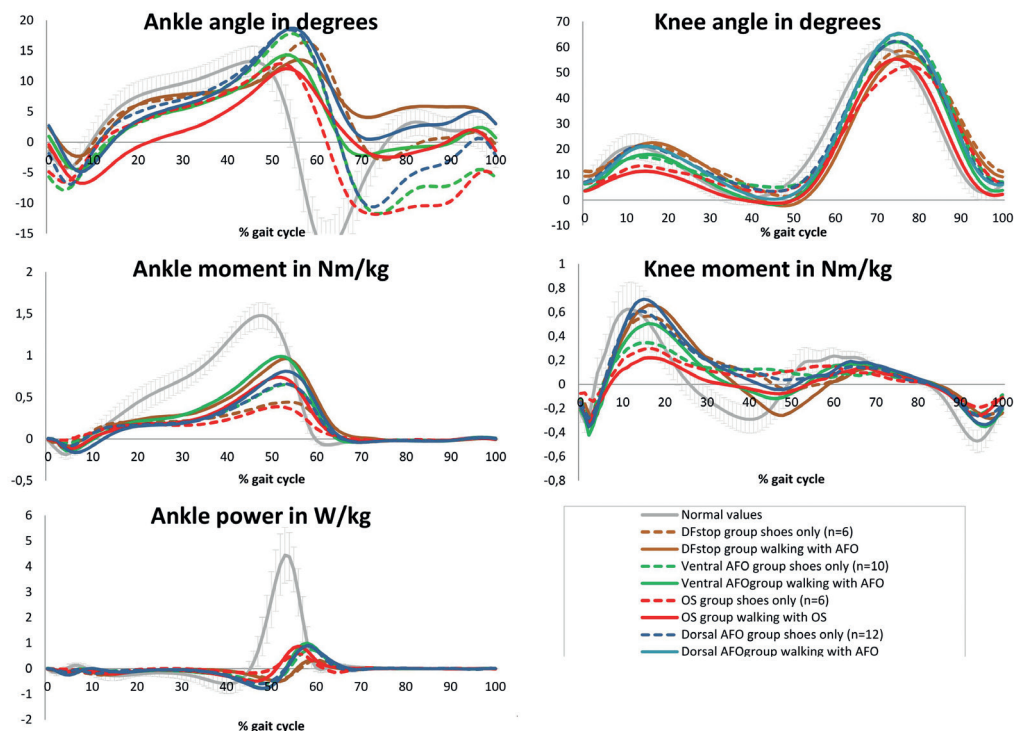 Ankle angle in degrees
20
15
10
5
0
-5
-10
-15
0 10 20 30 40 50 60 70 80 90 100
% gait cycle
Knee angle in degrees
70
60
50
40
30
20
10
0
-10
0 10 20 30 40 50 60 70 80 90 100
% gait cycle
Ankle moment in Nm/kg
2
1,5
1
0,5
0
-0,5
0 10 20 30 40 50 60 70 80 90 100
% gait cycle
Knee moment in Nm/kg
1
0,8
0,6
0,4
0,2
0
-0,2
-0,4
-0,6
-0,8
0 10 20 30 40 50 60 70 80 90 100
% gait cycle
Ankle power in W/kg
6
5
4
3
2
1
0
-1
-2
0 10 20 30 40 50 60 70 80 90 100
% gait cycle
Normal values
DFstop group shoes only (n=6)
DFstop group walking with AFO
Ventral AFO group shoes only (n=10)
Ventral AFOgroup walking with AFO
OS group shoes only (n=6)
OS group walking with OS
Dorsal AFO group shoes only (n=12)
Dorsal AFOgroup walking with AFO